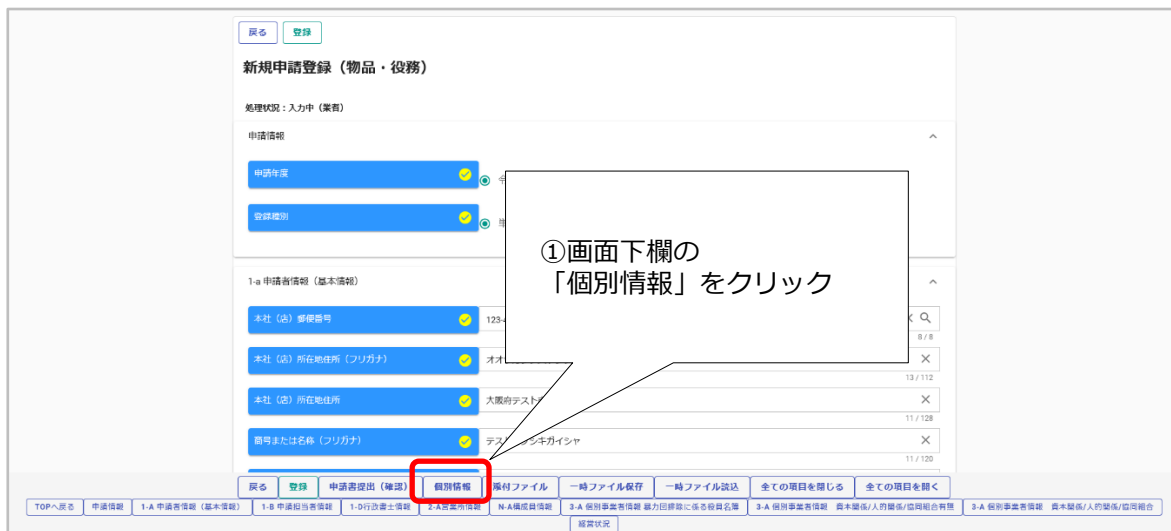 戻る 登録
新規申請登録（物品・役務）
処理状況：入力中（業者）
申請情報
申請年度
登録種別
①画面下欄の
「個別情報」をクリック
1-a 申請者情報（基本情報）
本社（店）郵便番号 123-
8 / 8
本社（店）所在地住所（フリガナ）
13 / 112
本社（店）所在地住所 大阪府テスト
11 / 128
商号または名称（フリガナ）
11 / 120
戻る 登録 申請書提出（確認） 個別情報 添付ファイル 一時ファイル保存 一時ファイル読込 全ての項目を閉じる 全ての項目を開く
TOPへ戻る 申請情報 1-A 申請者情報（基本情報） 1-B 申請担当者情報 1-D行政書士情報 2-A営業所情報 N-A構成員情報 3-A 個別事業者情報 暴力団排除に係る役員名簿 3-A 個別事業者情報 資本関係/人的関係/協同組合有無 3-A 個別事業者情報 資本関係/人的関係/協同組合
経営状況